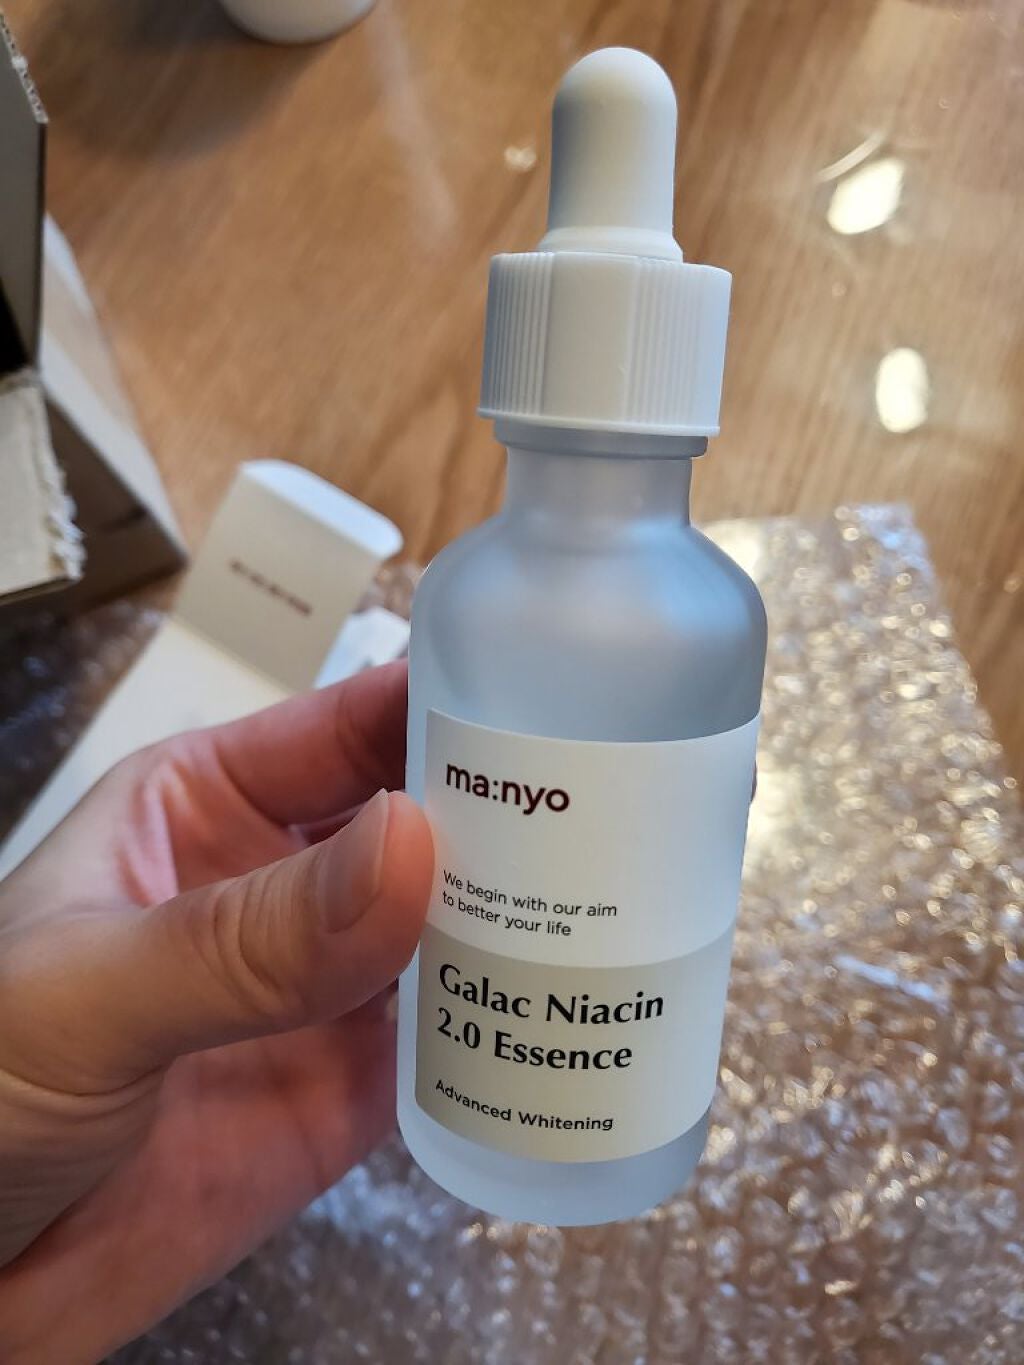 ma:nyo
We begin with our aim
to better your life
Galac Niacin
2.0 Essence
Advanced Whitening